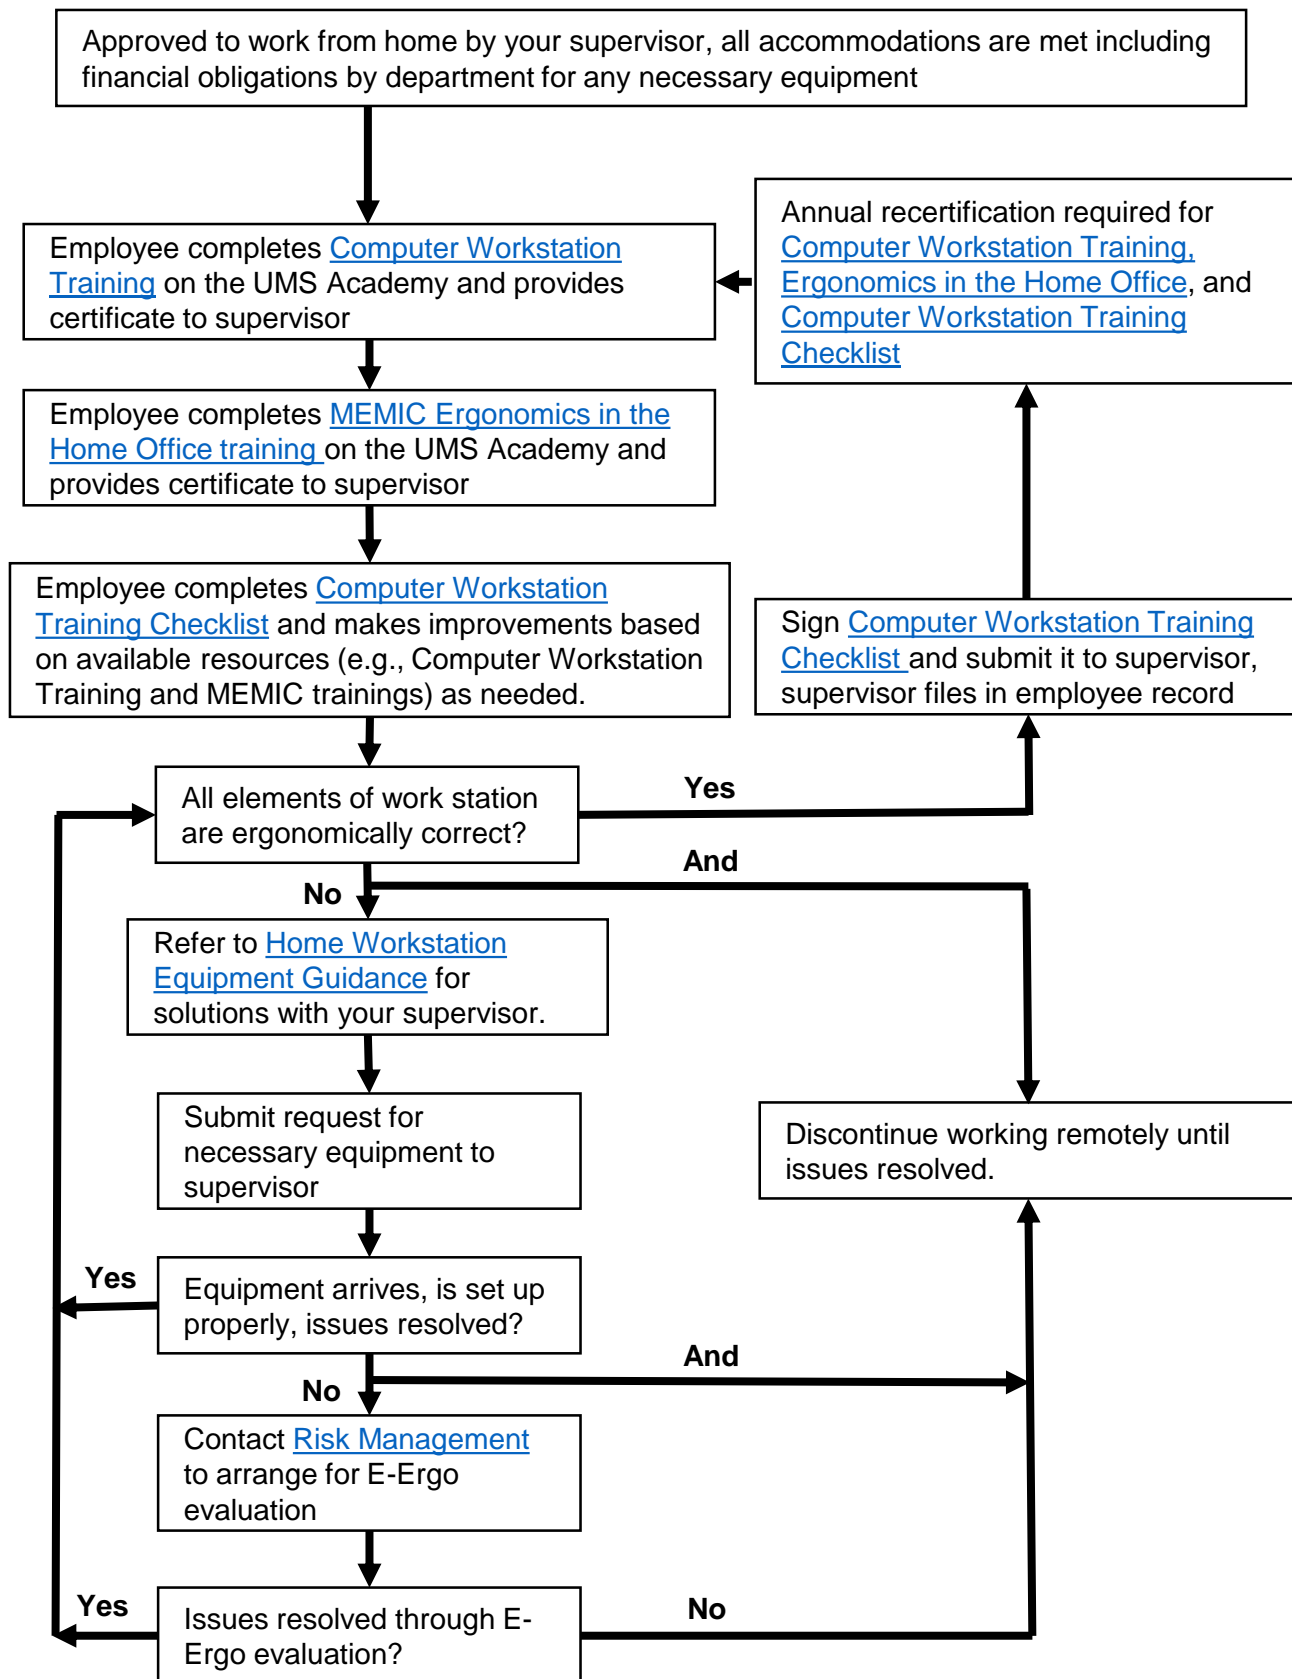 Approved to work from home by your supervisor, all accommodations are met including
financial obligations by department for any necessary equipment
Employee completes Computer Workstation
Training on the UMS Academy and provides
certificate to supervisor
Annual recertification required for
Computer Workstation Training,
Ergonomics in the Home Office, and
Computer Workstation Training
Checklist
Employee completes MEMIC Ergonomics in the
Home Office training on the UMS Academy and
provides certificate to supervisor
Employee completes Computer Workstation
Training Checklist and makes improvements based
on available resources (e.g., Computer Workstation
Training and MEMIC trainings) as needed.
Sign Computer Workstation Training
Checklist and submit it to supervisor,
supervisor files in employee record
All elements of work station
are ergonomically correct?
Yes
And
No
Refer to Home Workstation
Equipment Guidance for
solutions with your supervisor.
Submit request for
necessary equipment to
supervisor
Discontinue working remotely until
issues resolved.
Yes
Equipment arrives, is set up
properly, issues resolved?
And
No
Contact Risk Management
to arrange for E-Ergo
evaluation
Yes
Issues resolved through E-
Ergo evaluation?
No